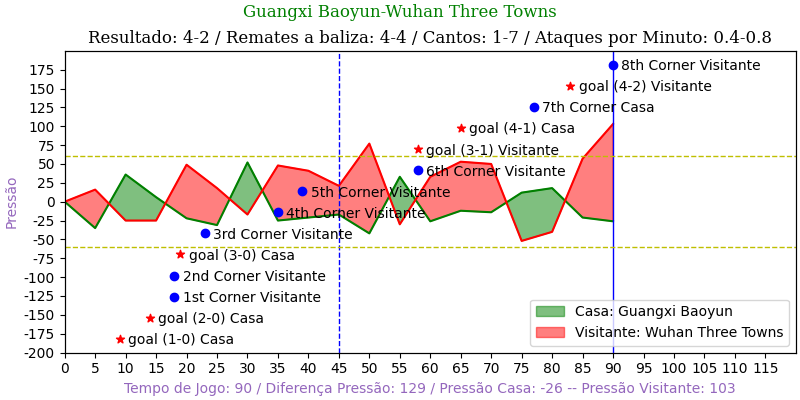 Guangxi Baoyun-Wuhan Three Towns
Resultado: 4-2 / Remates a baliza: 4-4 / Cantos: 1-7 / Ataques por Minuto: 0.4-0.8
Pressão
175
150
125
100
75
50
25
0
-25
-50
-75
-100
-125
-150
-175
-200
8th Corner Visitante
goal (4-2) Visitante
7th Corner Casa
goal (4-1) Casa
goal (3-1) Visitante
6th Corner Visitante
5th Corner Visitante
4th Corner Visitante
3rd Corner Visitante
goal (3-0) Casa
2nd Corner Visitante
1st Corner Visitante
goal (2-0) Casa
goal (1-0) Casa
Casa: Guangxi Baoyun
Visitante: Wuhan Three Towns
0 5 10 15 20 25 30 35 40 45 50 55 60 65 70 75 80 85 90 95 100 105 110 115
Tempo de Jogo: 90 / Diferença Pressão: 129 / Pressão Casa: -26 -- Pressão Visitante: 103